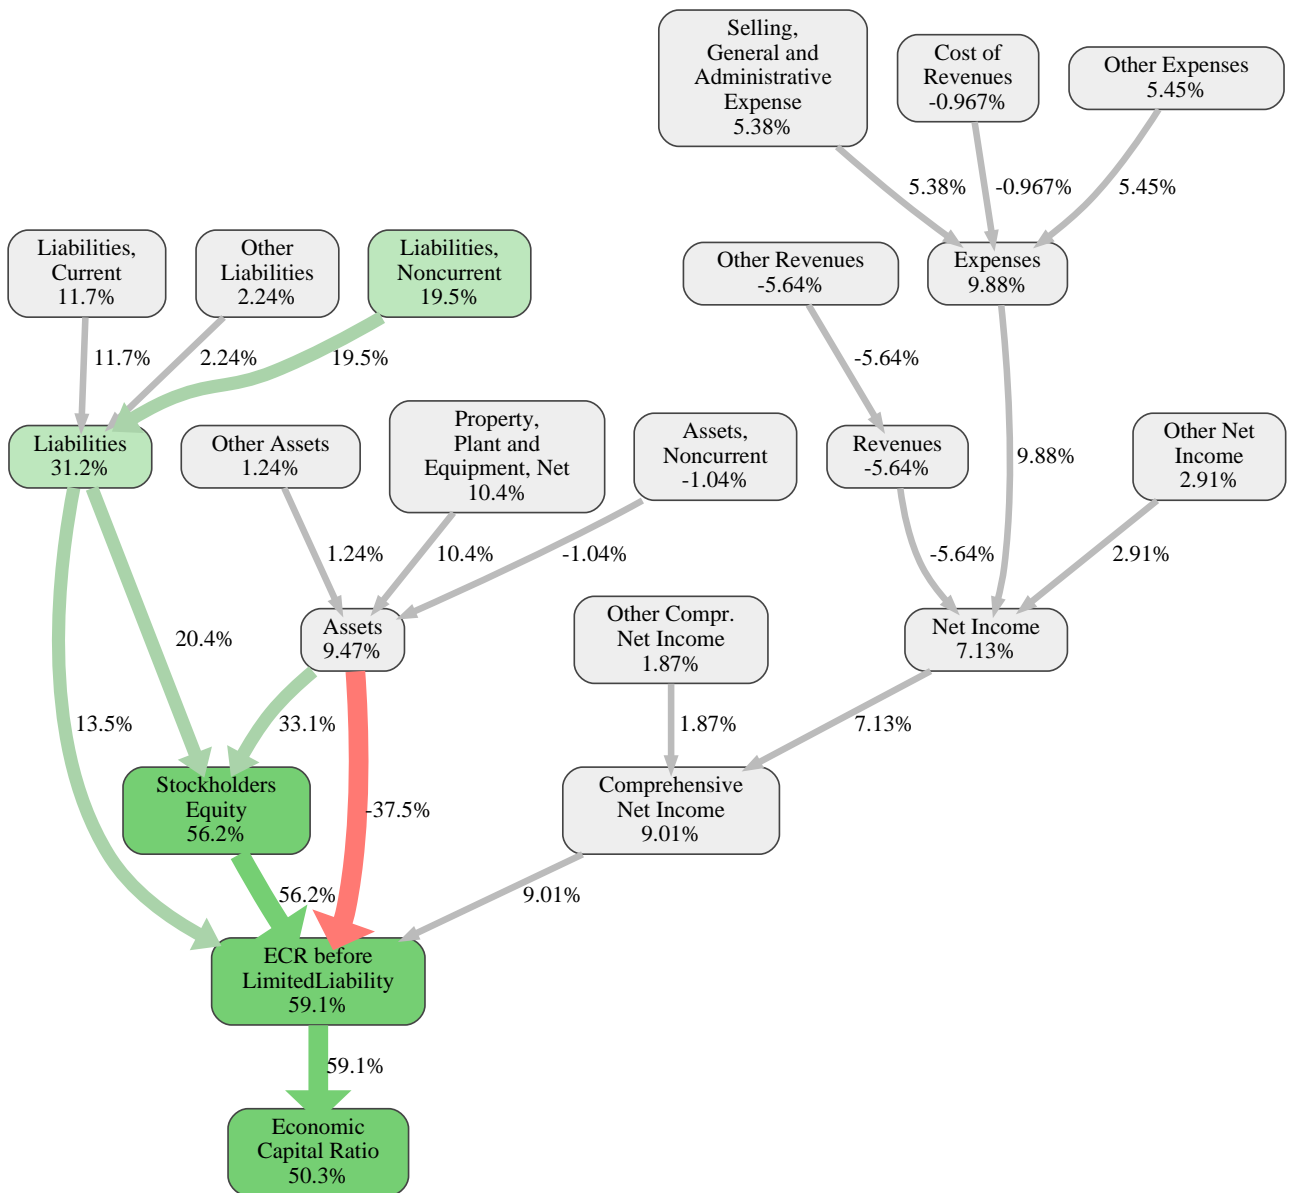 Selling,
General and
Administrative
Expense
5.38%
Cost of
Revenues
-0.967%
Other Expenses
5.45%
5.38%
-0.967%
5.45%
Liabilities,
Current
11.7%
Other
Liabilities
2.24%
Liabilities,
Noncurrent
19.5%
Other Revenues
-5.64%
Expenses
9.88%
11.7%
2.24%
19.5%
-5.64%
Liabilities
31.2%
Other Assets
1.24%
Property,
Plant and
Equipment, Net
10.4%
Assets,
Noncurrent
-1.04%
Revenues
-5.64%
9.88%
Other Net
Income
2.91%
1.24%
10.4%
-1.04%
-5.64%
2.91%
20.4%
Assets
9.47%
Other Compr.
Net Income
1.87%
Net Income
7.13%
13.5%
33.1%
1.87%
7.13%
Stockholders
Equity
56.2%
-37.5%
Comprehensive
Net Income
9.01%
56.2%
9.01%
ECR before
LimitedLiability
59.1%
59.1%
Economic
Capital Ratio
50.3%